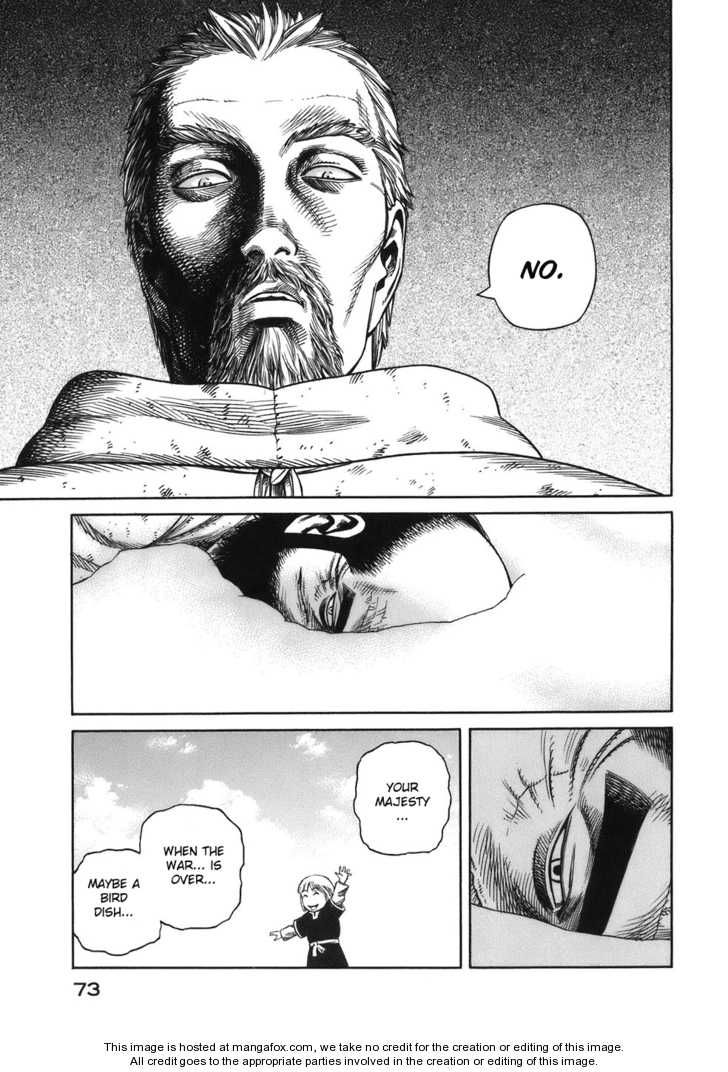 NO.
YOUR
MAJESTY
...
WHEN THE
WAR... IS
OVER...
MAYBE A
BIRD
DISH...
73
This image is hosted at mangafox.com, we take no credit for the creation or editing of this image.
All credit goes to the appropriate parties involved in the creation or editing of this image.